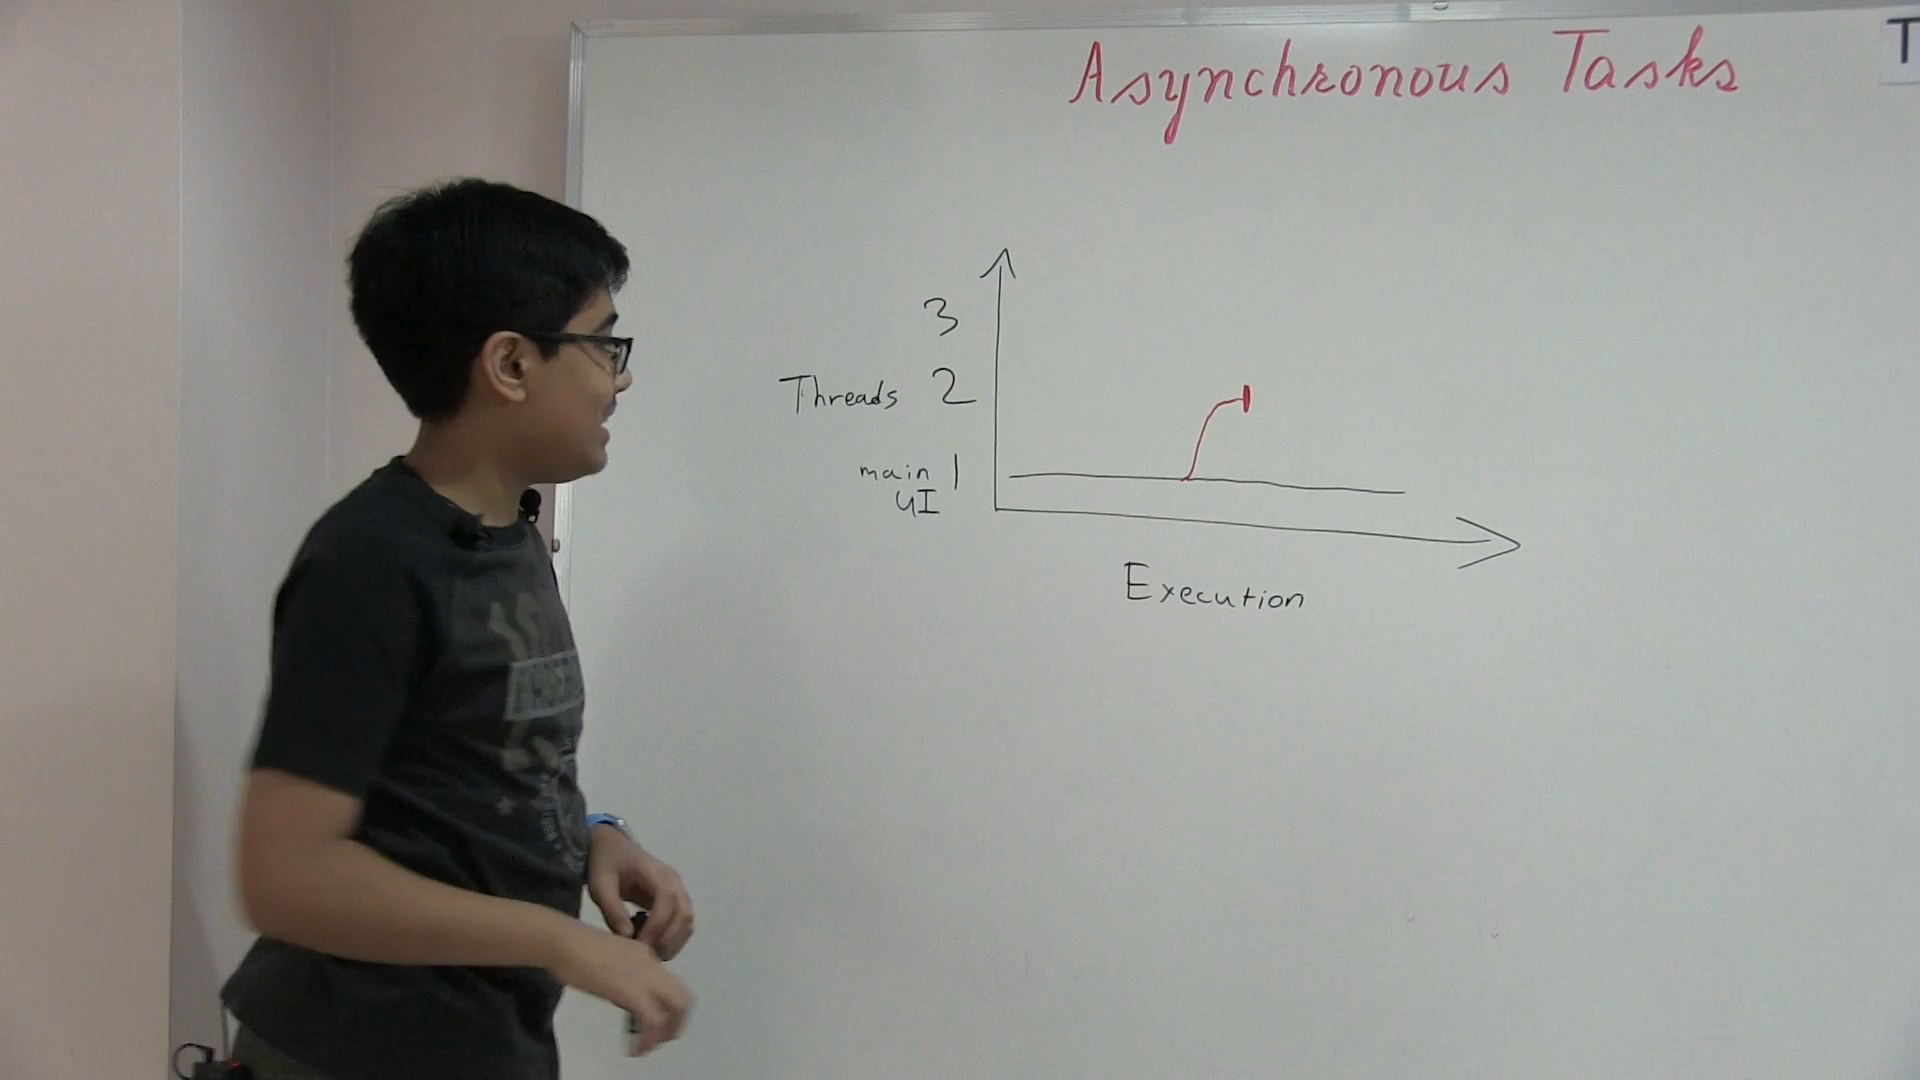 Asynchronous Tasks
T
3
Threads 2
main 1
UI
Execution